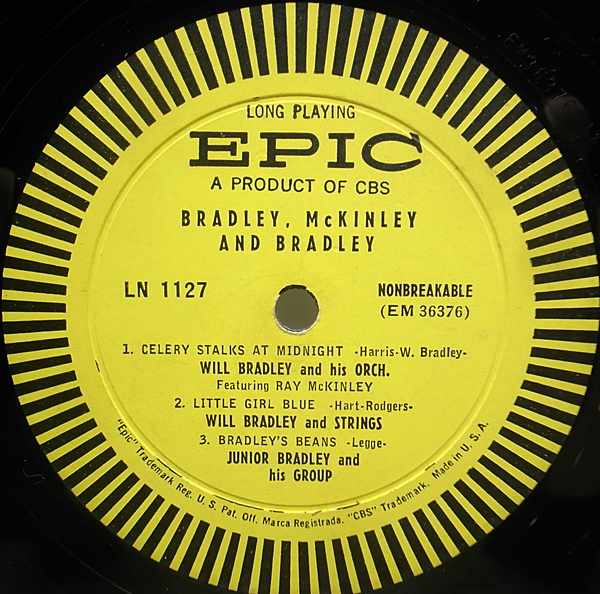 LONG PLAYING
EPIC
A PRODUCT OF CBS
BRADLEY, McKINLEY
AND BRADLEY
LN 1127
NONBREAKABLE
(EM 36376)
1. CELERY STALKS AT MIDNIGHT -Harris-W. Bradley-
WILL BRADLEY and his ORCH.
Featuring RAY McKINLEY
2. LITTLE GIRL BLUE -Hart-Rodgers-
WILL BRADLEY and STRINGS
3. BRADLEY'S BEANS -Legge-
JUNIOR BRADLEY and
his GROUP
"Epic" Trademark Reg. U. S. Pat. Off. Marca Registrada. "CBS" Trademark. Made in U. S. A.